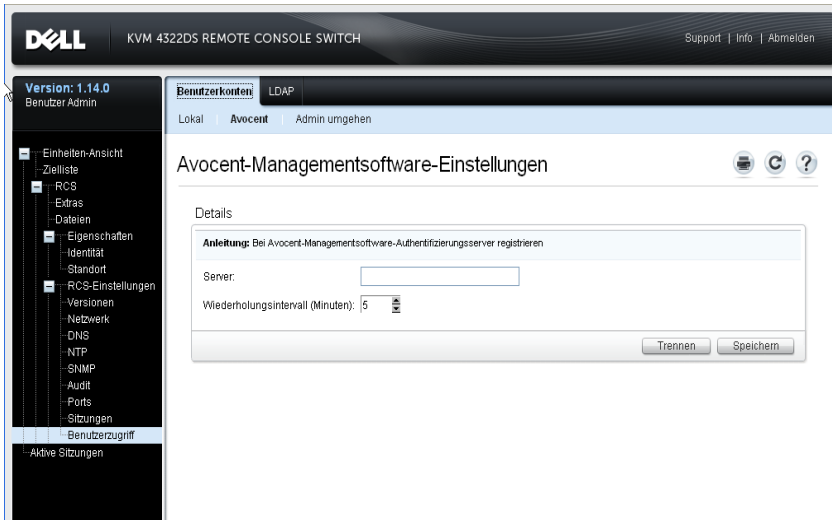 DELL
KVM 4322DS REMOTE CONSOLE SWITCH
Support | Info | Abmelden
Version: 1.14.0
Benutzer Admin
Einheiten-Ansicht
Zielliste
RCS
Extras
Dateien
Eigenschaften
Identität
Standort
RCS-Einstellungen
Versionen
Netzwerk
DNS
NTP
SNMP
Audit
Ports
Sitzungen
Benutzerzugriff
Aktive Sitzungen
Benutzerkonten LDAP
Lokal Avocent Admin umgehen
Avocent-Managementsoftware-Einstellungen
?
Details
Anleitung: Bei Avocent-Managementsoftware-Authentifizierungsserver registrieren
Server:
Wiederholungsintervall (Minuten): 5
Trennen Speichern